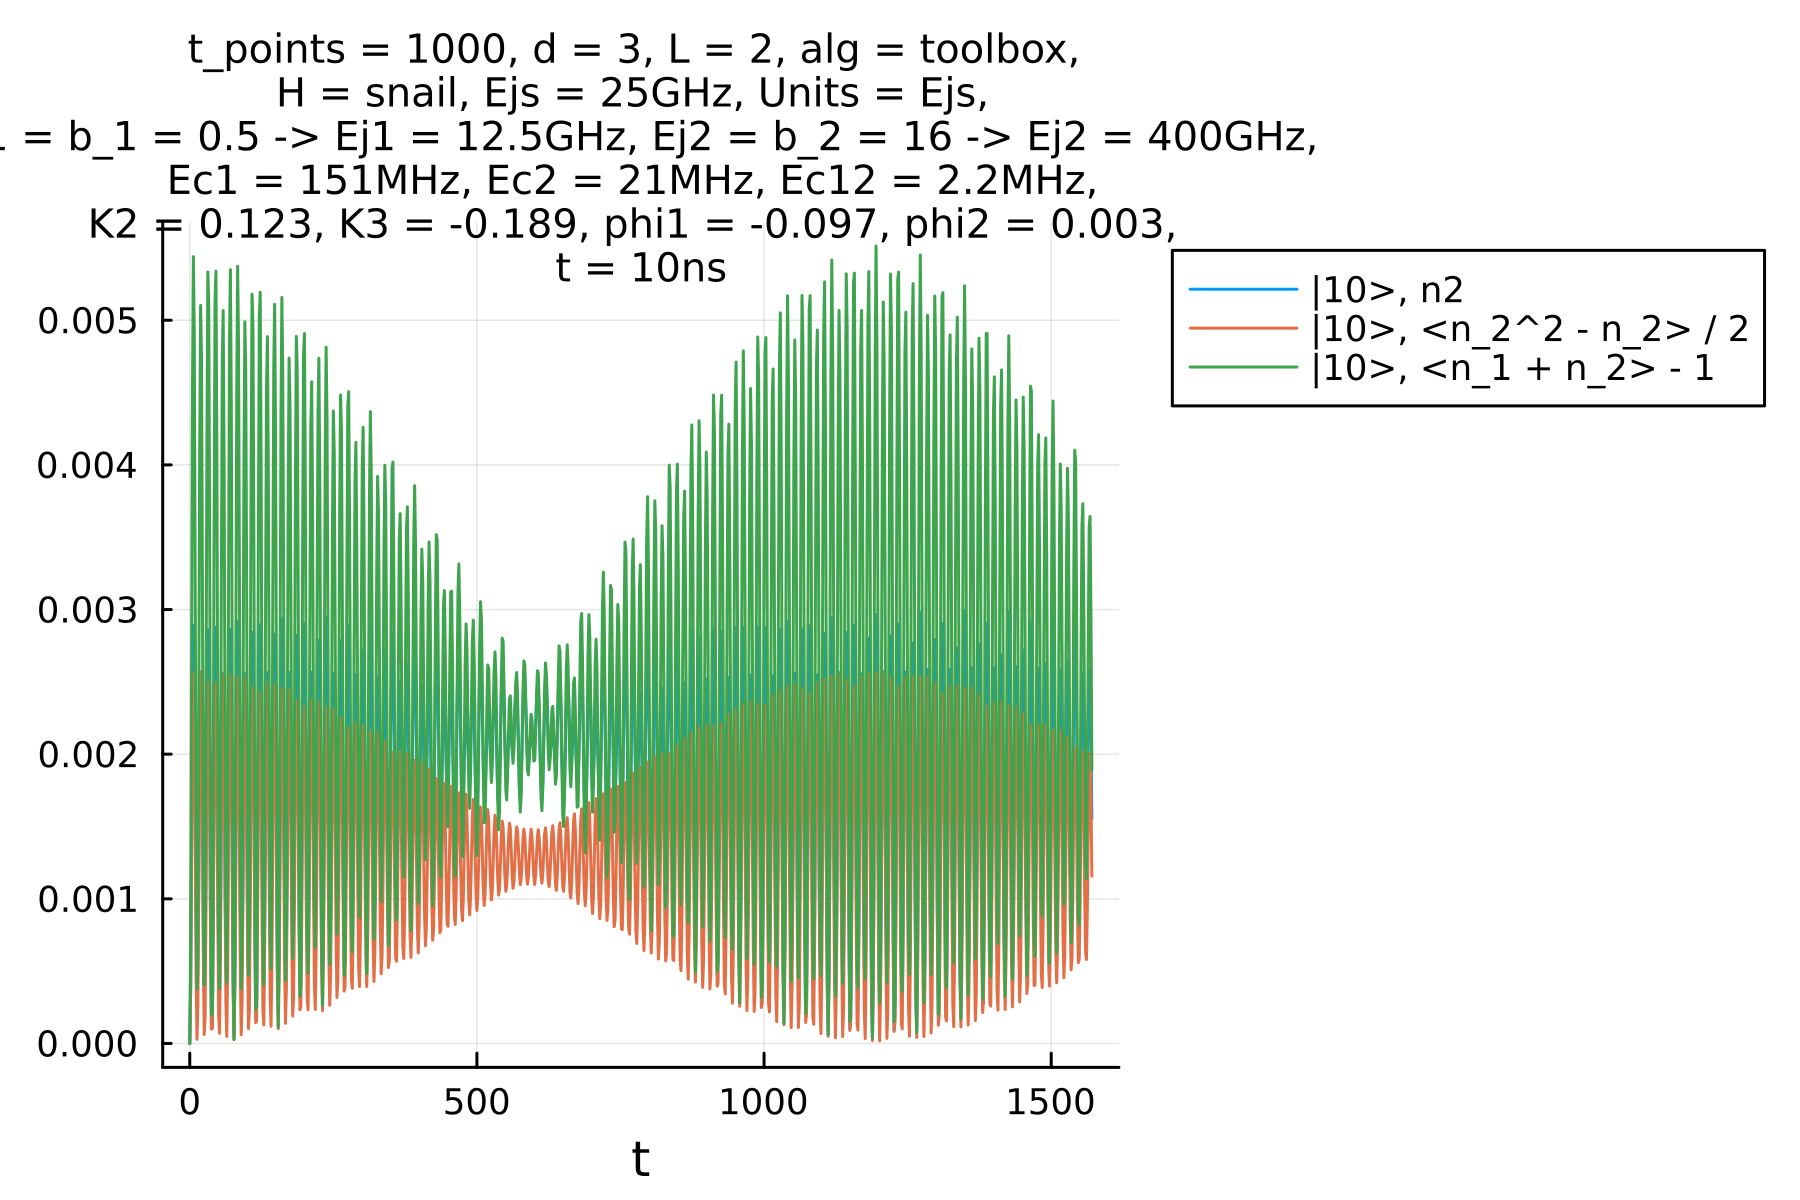 t_points = 1000, d = 3, L = 2, alg = toolbox,
H = snail, Ejs = 25GHz, Units = Ejs,
= b_1 = 0.5 -> Ej1 = 12.5GHz, Ej2 = b_2 = 16 -> Ej2 = 400GHz,
Ec1 = 151MHz, Ec2 = 21MHz, Ec12 = 2.2MHz,
K2 = 0.123, K3 = -0.189, phi1 = -0.097, phi2 = 0.003,
t = 10ns
|10>, n2
|10>, <n_2^2 - n_2> / 2
|10>, <n_1 + n_2> - 1
0.005
0.004
0.003
0.002
0.001
0.000
0 500 1000 1500
t